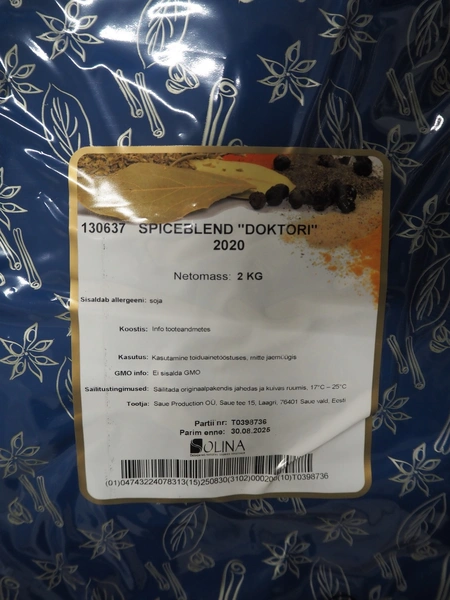 130637 SPICEBLEND "DOKTORI"
2020
Netomass: 2 KG
Sisaldab allergeeni: soja
Koostis: Info tooteandmetes
Kasutus: Kasutamine toiduainetööstuses, mitte jaemüügis
GMO info: Ei sisalda GMO
Säilitustingimused: Säilitada originaalpakendis jahedas ja kuivas ruumis. 17°C – 25°C
Tootja: Saue Production OÜ, Saue tee 15, Laagri, 76401 Saue vald, Eesti
Partii nr: T0398736
Parim enne: 30.08.2025
SOLINA
(01)04743224078313(15)250830(3102)000200(10)T0398736